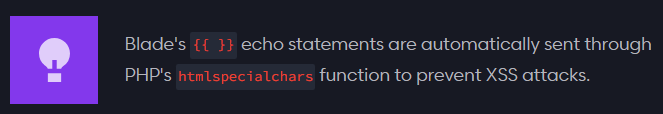 Blade's {{ }} echo statements are automatically sent through
PHP's htmlspecialchars function to prevent XSS attacks.